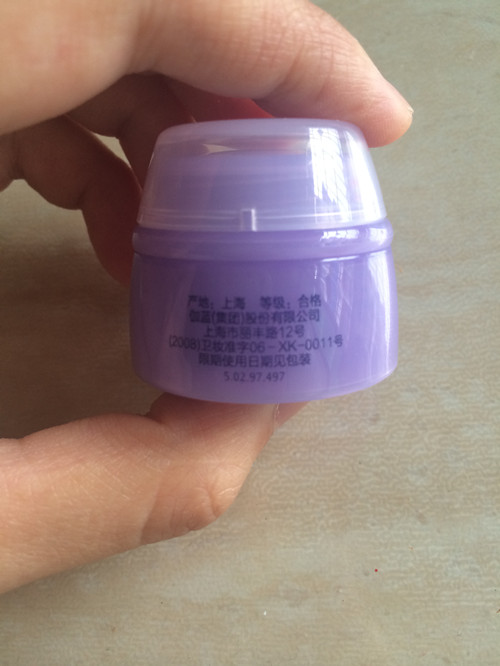 产地：上海 等级：合格
伽蓝(集团)股份有限公司
上海市丽丰路12号
(2008)卫妆准字06-XK-0011号
限期使用日期见包装
5.02.97.497